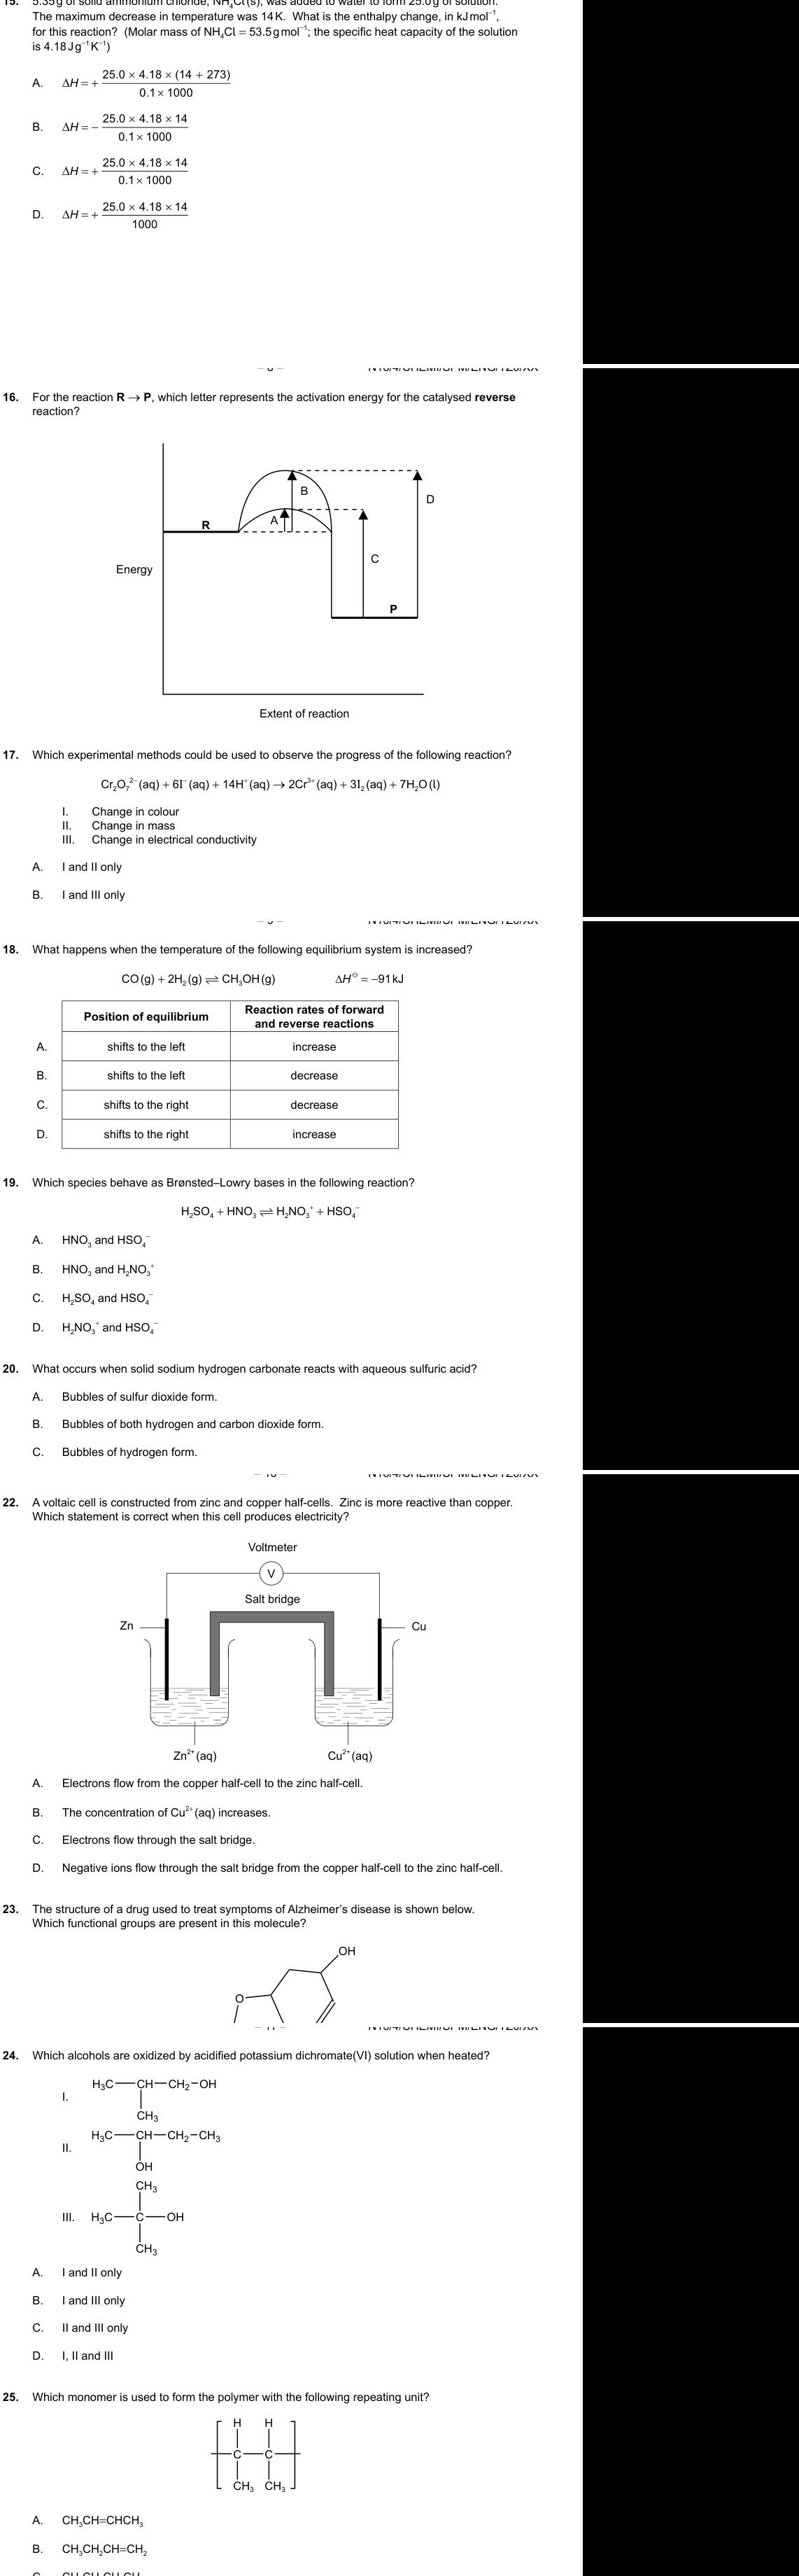 15. 5.35 g of solid ammonium chloride, NH₄Cl(s), was added to water to form 25.0 g of solution.
The maximum decrease in temperature was 14 K. What is the enthalpy change, in kJ mol⁻¹,
for this reaction? (Molar mass of NH₄Cl = 53.5 g mol⁻¹; the specific heat capacity of the solution
is 4.18 J g⁻¹ K⁻¹)
A. ΔH = + 25.0 × 4.18 × (14 + 273)
0.1 × 1000
B. ΔH = − 25.0 × 4.18 × 14
0.1 × 1000
C. ΔH = + 25.0 × 4.18 × 14
0.1 × 1000
D. ΔH = + 25.0 × 4.18 × 14
1000
16. For the reaction R → P, which letter represents the activation energy for the catalysed reverse
reaction?
B
D
A
R
C
Energy
P
Extent of reaction
17. Which experimental methods could be used to observe the progress of the following reaction?
Cr₂O₇²⁻(aq) + 6I⁻(aq) + 14H⁺(aq) → 2Cr³⁺(aq) + 3I₂(aq) + 7H₂O(l)
I. Change in colour
II. Change in mass
III. Change in electrical conductivity
A. I and II only
B. I and III only
18. What happens when the temperature of the following equilibrium system is increased?
CO(g) + 2H₂(g) ⇌ CH₃OH(g) ΔH⊖ = −91 kJ
Position of equilibrium Reaction rates of forward and reverse reactions
A. shifts to the left increase
B. shifts to the left decrease
C. shifts to the right decrease
D. shifts to the right increase
19. Which species behave as Brønsted–Lowry bases in the following reaction?
H₂SO₄ + HNO₃ ⇌ H₂NO₃⁺ + HSO₄⁻
A. HNO₃ and HSO₄⁻
B. HNO₃ and H₂NO₃⁺
C. H₂SO₄ and HSO₄⁻
D. H₂NO₃⁺ and HSO₄⁻
20. What occurs when solid sodium hydrogen carbonate reacts with aqueous sulfuric acid?
A. Bubbles of sulfur dioxide form.
B. Bubbles of both hydrogen and carbon dioxide form.
C. Bubbles of hydrogen form.
22. A voltaic cell is constructed from zinc and copper half-cells. Zinc is more reactive than copper.
Which statement is correct when this cell produces electricity?
Voltmeter
V
Salt bridge
Zn Cu
Zn²⁺(aq) Cu²⁺(aq)
A. Electrons flow from the copper half-cell to the zinc half-cell.
B. The concentration of Cu²⁺(aq) increases.
C. Electrons flow through the salt bridge.
D. Negative ions flow through the salt bridge from the copper half-cell to the zinc half-cell.
23. The structure of a drug used to treat symptoms of Alzheimer’s disease is shown below.
Which functional groups are present in this molecule?
OH
O
24. Which alcohols are oxidized by acidified potassium dichromate(VI) solution when heated?
H₃C—CH—CH₂–OH
I.
CH₃
H₃C—CH—CH₂–CH₃
II.
OH
CH₃
III. H₃C—C—OH
CH₃
A. I and II only
B. I and III only
C. II and III only
D. I, II and III
25. Which monomer is used to form the polymer with the following repeating unit?
H H
C—C
CH₃ CH₃
A. CH₃CH=CHCH₃
B. CH₃CH₂CH=CH₂